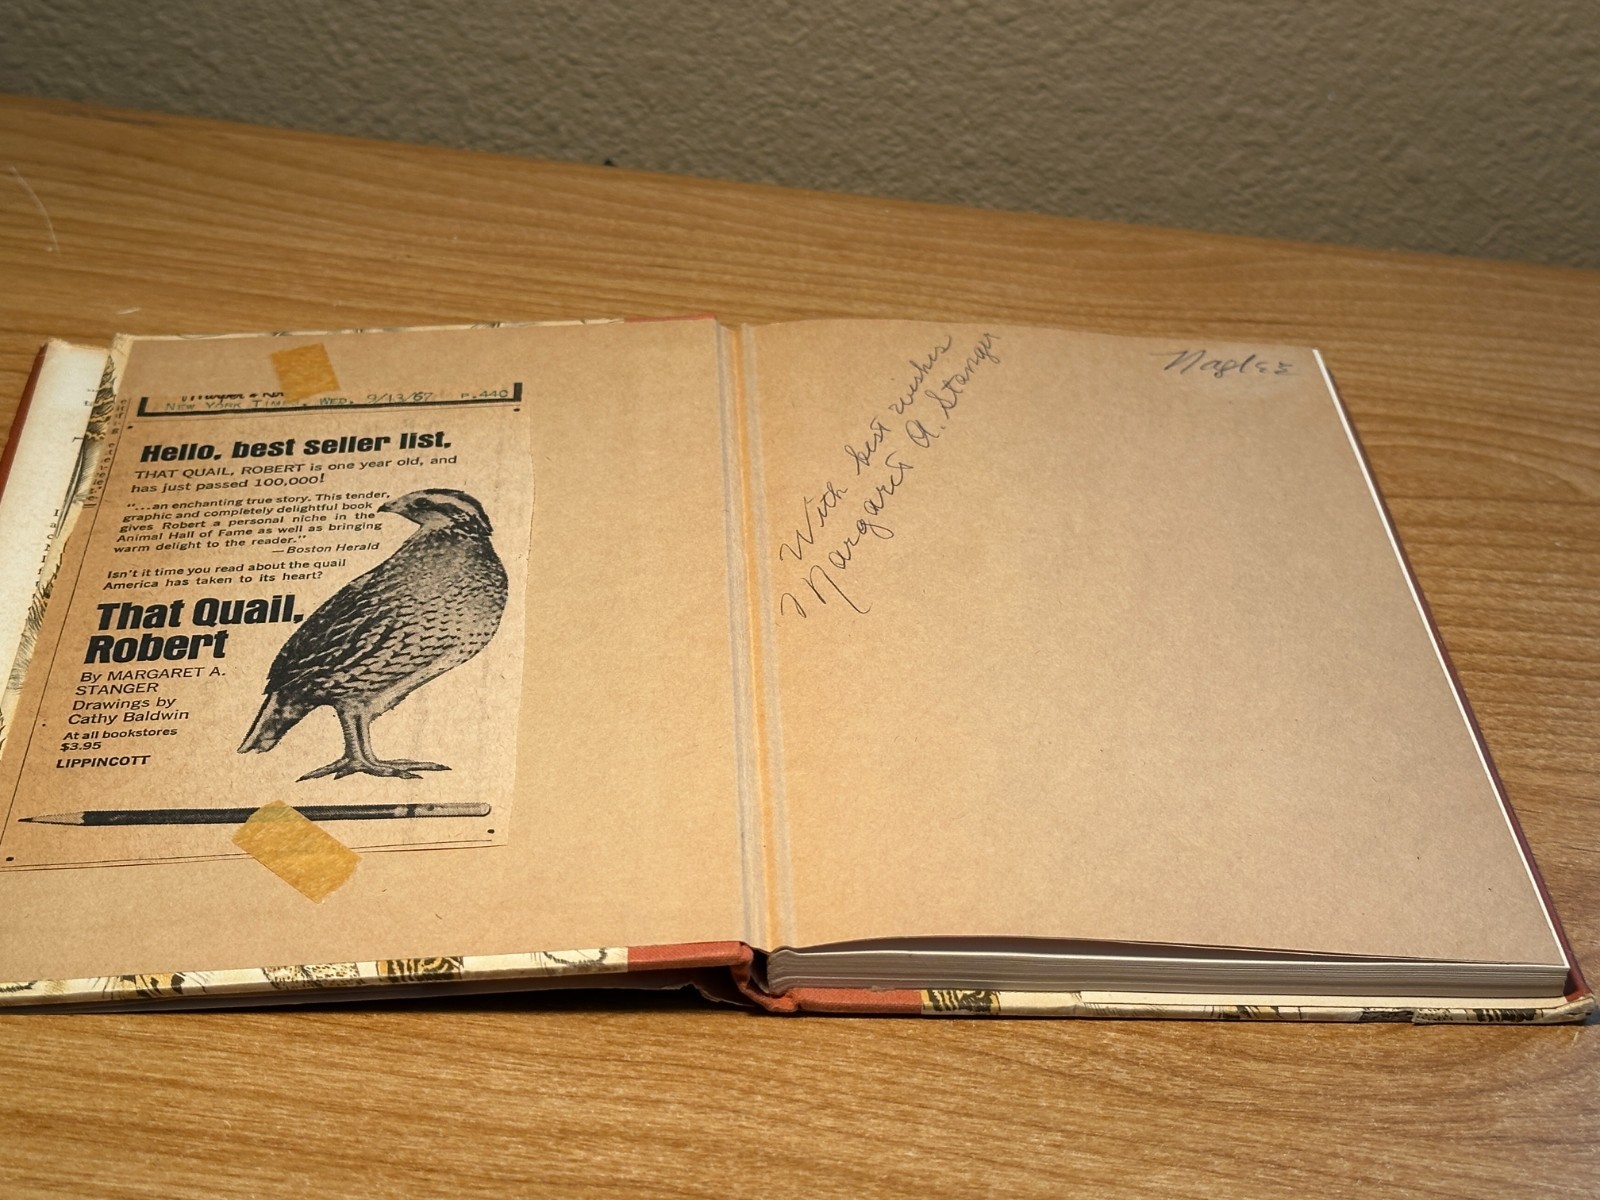 NEW YORK TIMES, WED. 9/13/67 P.440
Hello, best seller list.
THAT QUAIL, ROBERT is one year old, and
has just passed 100,000!
"...an enchanting true story. This tender,
graphic and completely delightful book
gives Robert a personal niche in the
Animal Hall of Fame as well as bringing
warm delight to the reader."
—Boston Herald
Isn't it time you read about the quail
America has taken to its heart?
That Quail,
Robert
By MARGARET A.
STANGER
Drawings by
Cathy Baldwin
At all bookstores
$3.95
LIPPINCOTT
With best wishes
Margaret A. Stanger
Naples